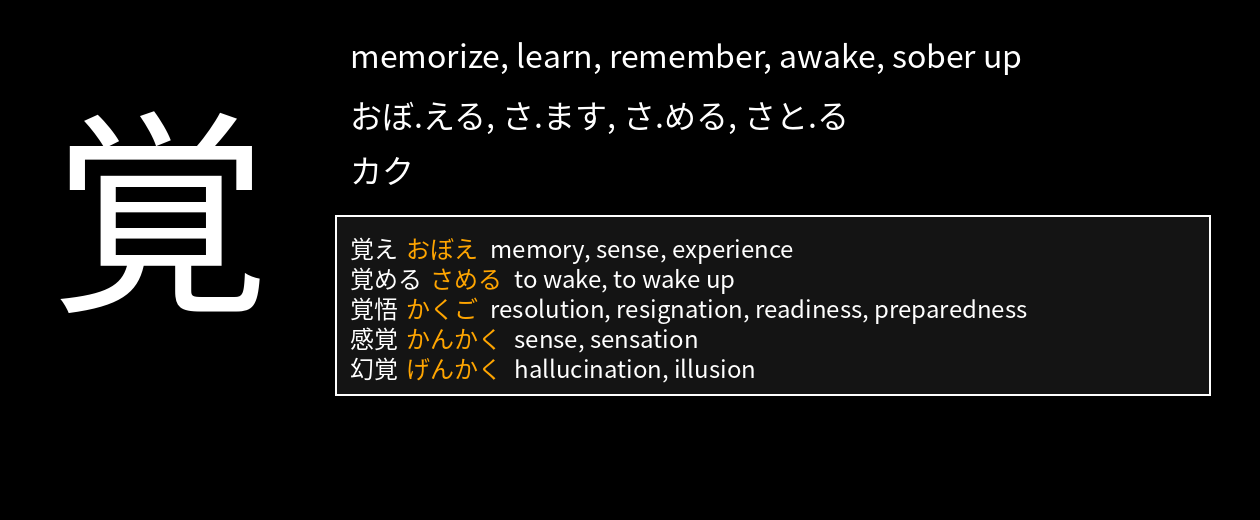 覚
memorize, learn, remember, awake, sober up
おぼ.える, さ.ます, さ.める, さと.る
カク
覚え おぼえ memory, sense, experience
覚める さめる to wake, to wake up
覚悟 かくご resolution, resignation, readiness, preparedness
感覚 かんかく sense, sensation
幻覚 げんかく hallucination, illusion